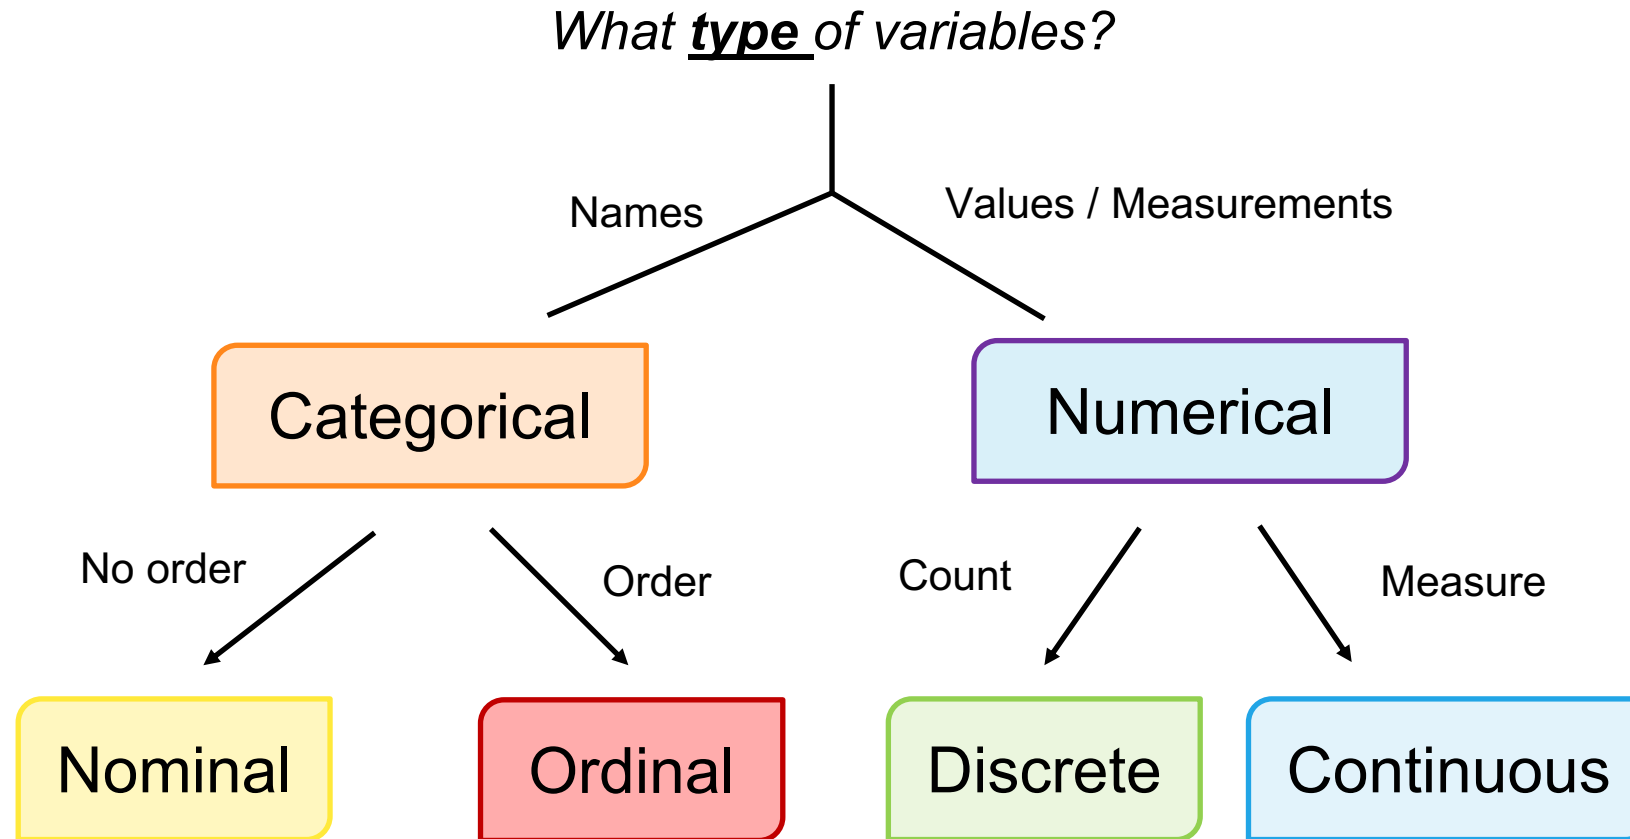 What type of variables?
Names
Values / Measurements
Categorical
Numerical
No order
Order
Count
Measure
Nominal
Ordinal
Discrete
Continuous